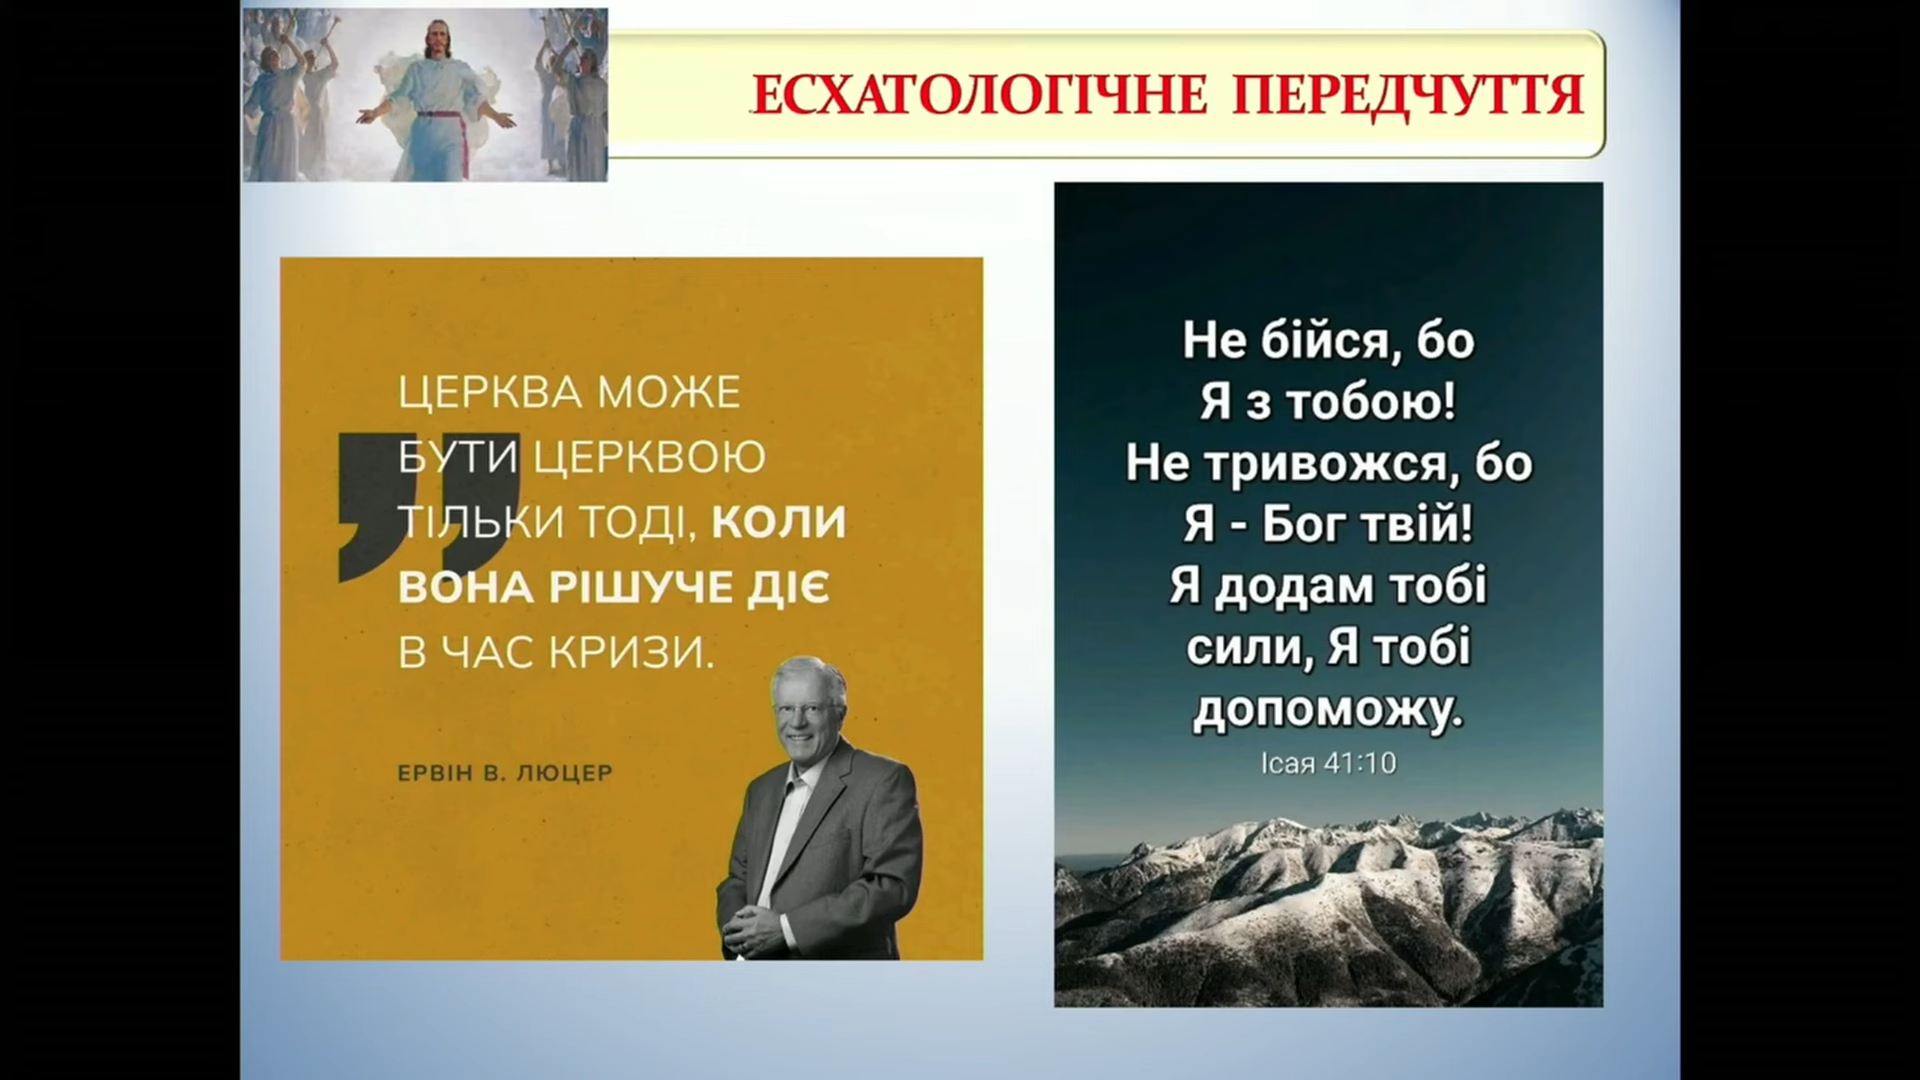 ЕСХАТОЛОГІЧНЕ ПЕРЕДЧУТТЯ
ЦЕРКВА МОЖЕ
БУТИ ЦЕРКВОЮ
ТІЛЬКИ ТОДІ, КОЛИ
ВОНА РІШУЧЕ ДІЄ
В ЧАС КРИЗИ.
ЕРВІН В. ЛЮЦЕР
Не бійся, бо
Я з тобою!
Не тривожся, бо
Я - Бог твій!
Я додам тобі
сили, Я тобі
допоможу.
Ісая 41:10